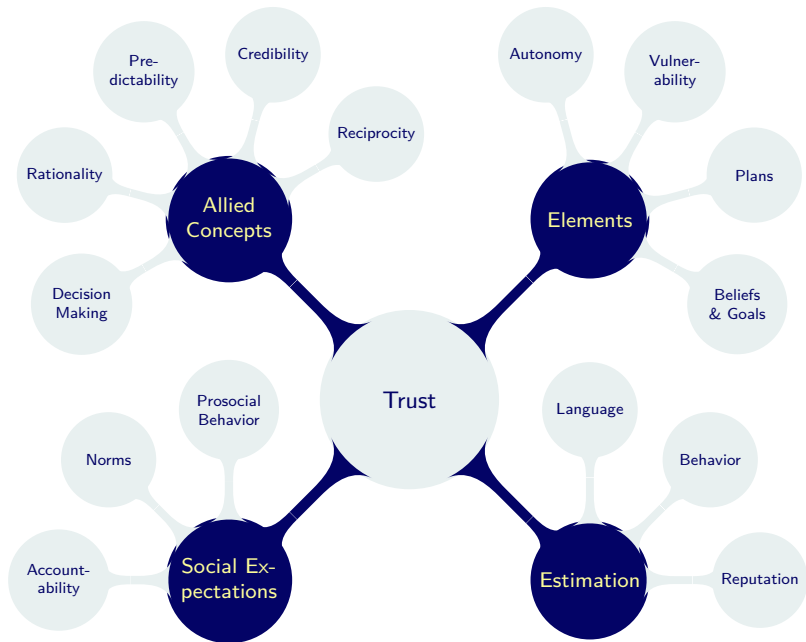 Credibility
Autonomy
Pre-
dictability
Vulner-
ability
Reciprocity
Rationality
Plans
Allied
Concepts
Elements
Decision
Making
Beliefs
& Goals
Trust
Prosocial
Behavior
Language
Norms
Behavior
Account-
ability
Social Ex-
pectations
Estimation
Reputation